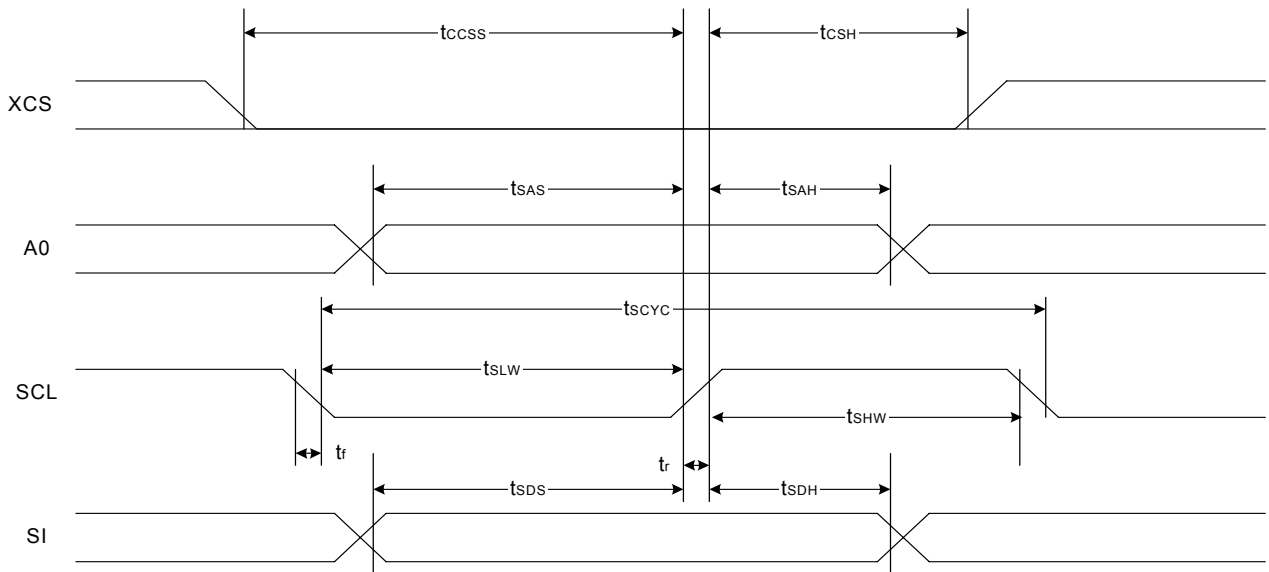 tCCSS tCSH
XCS
tSAS tSAH
A0
tSCYC
tSLW
SCL
tSHW
tf tr
tSDS tSDH
SI